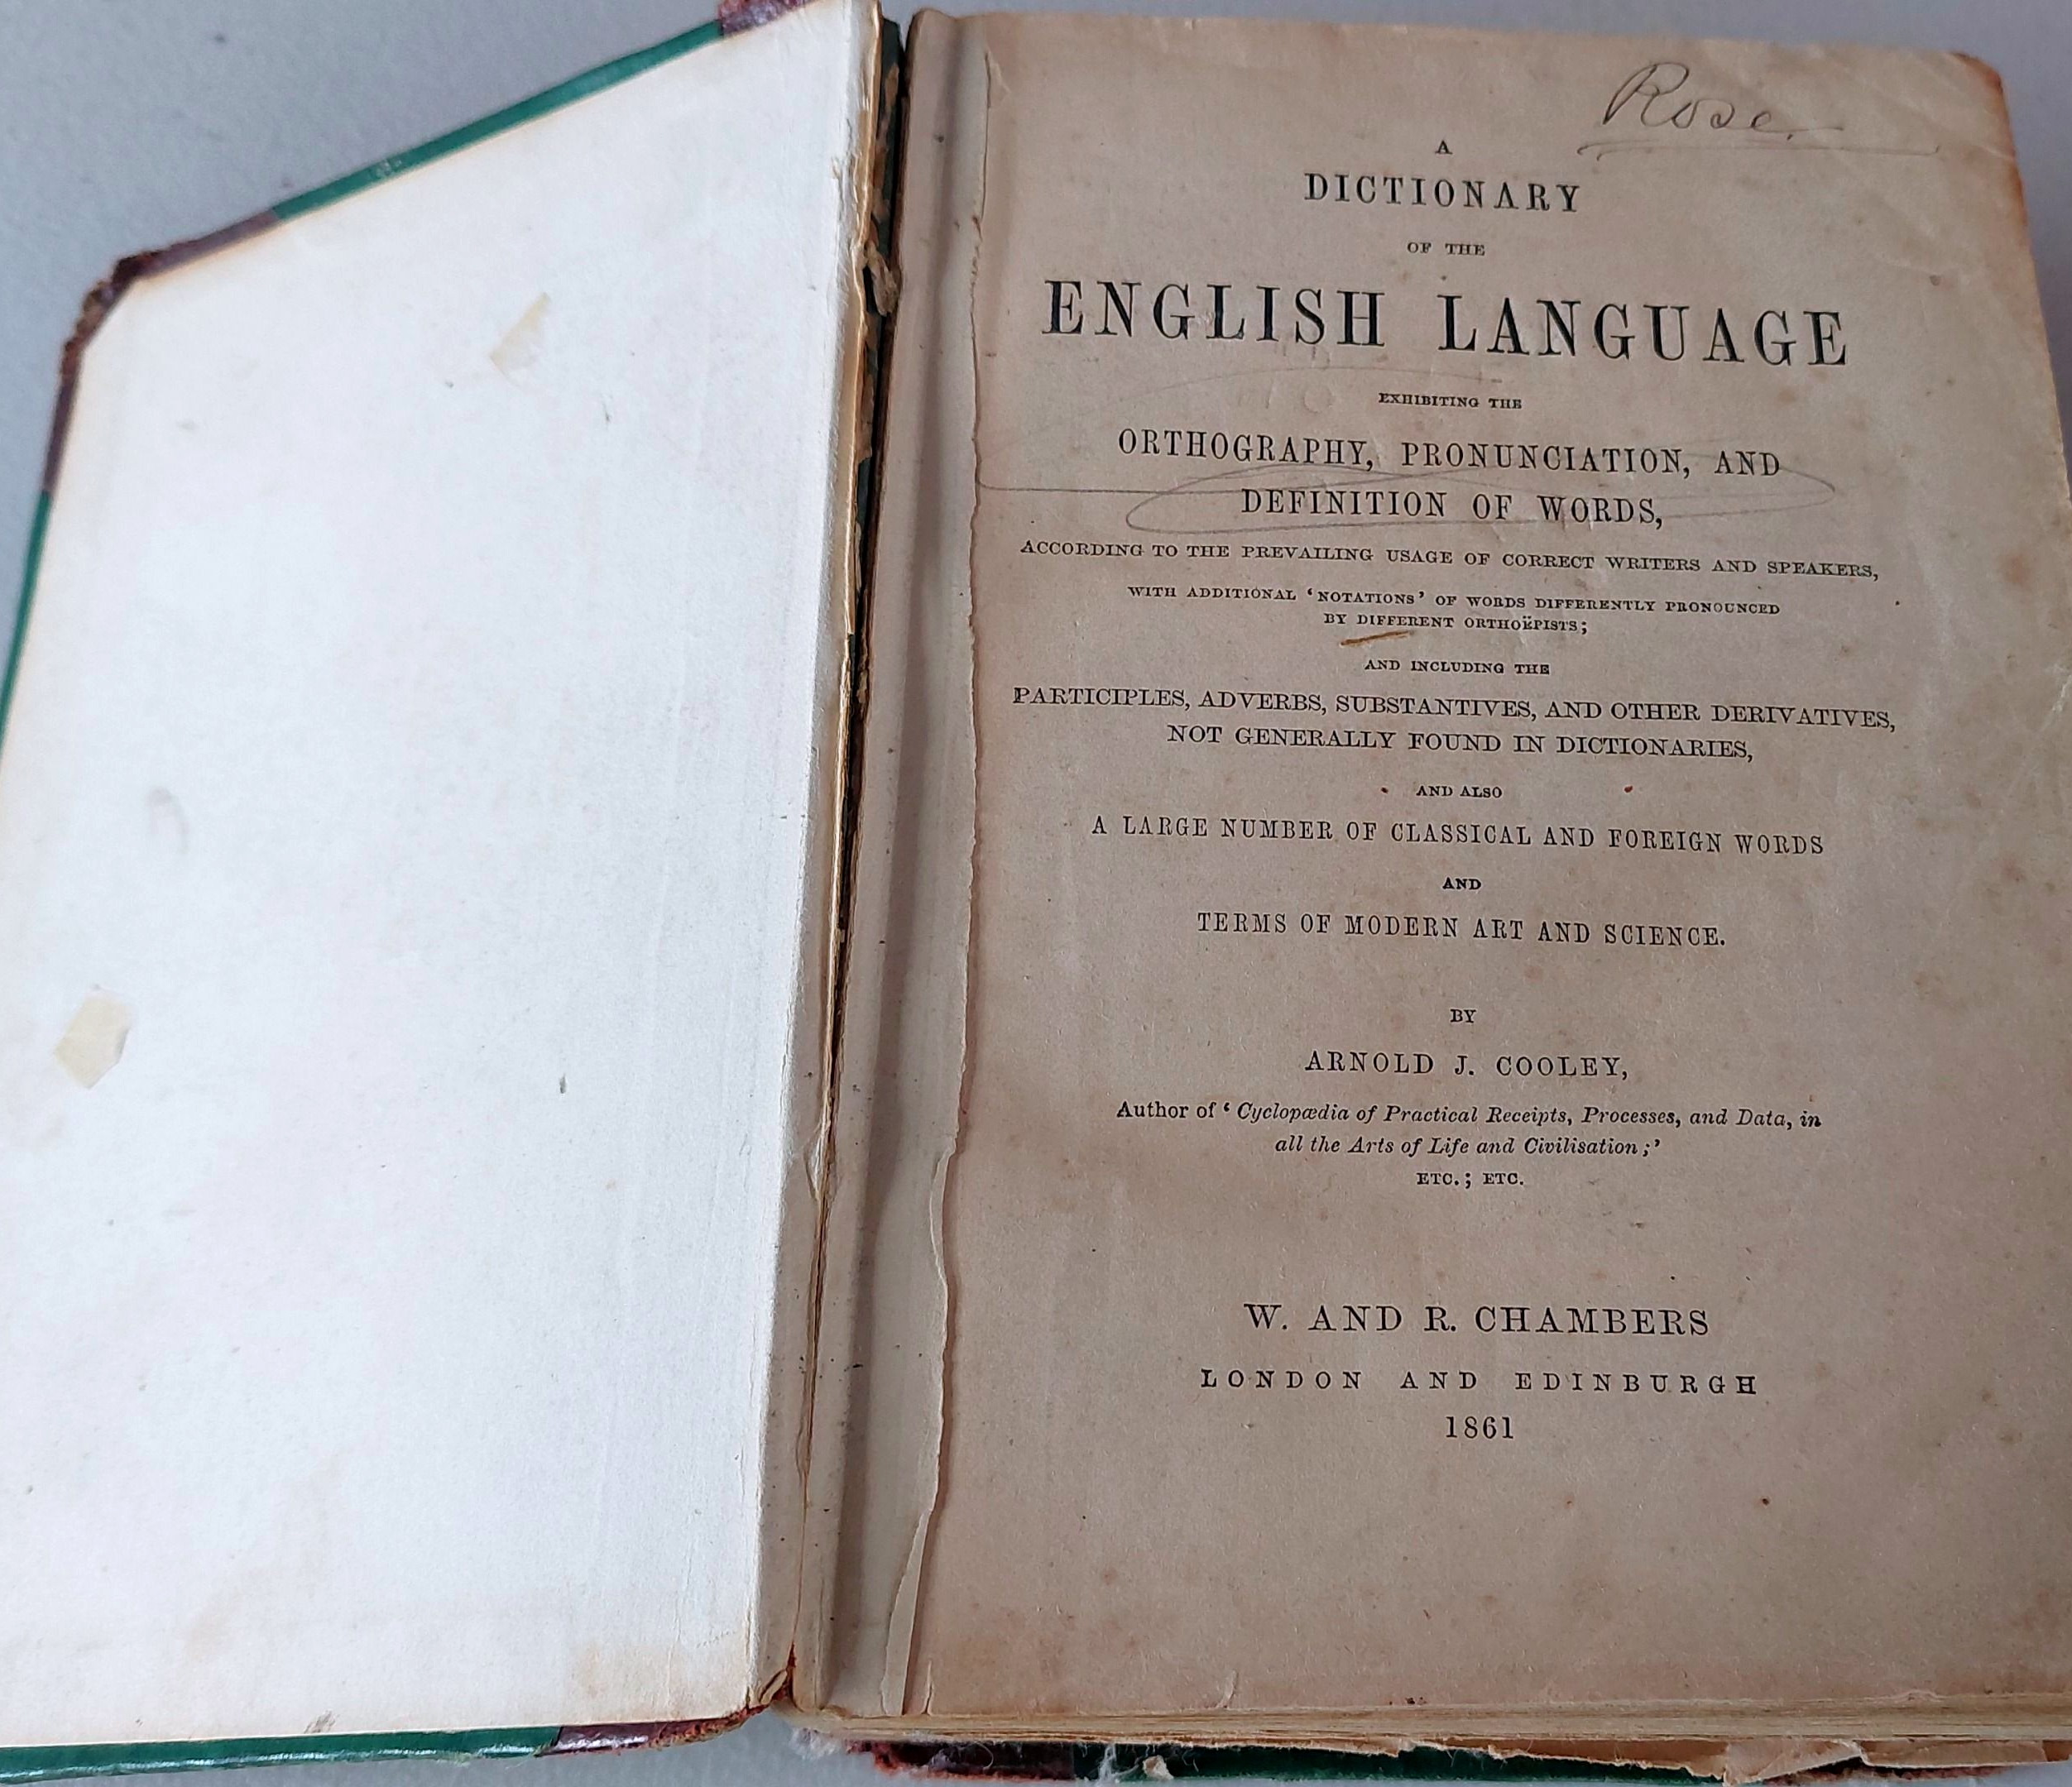 Rose.
A
DICTIONARY
OF THE
ENGLISH LANGUAGE
EXHIBITING THE
ORTHOGRAPHY, PRONUNCIATION, AND
DEFINITION OF WORDS,
ACCORDING TO THE PREVAILING USAGE OF CORRECT WRITERS AND SPEAKERS,
WITH ADDITIONAL ‘NOTATIONS’ OF WORDS DIFFERENTLY PRONOUNCED
BY DIFFERENT ORTHOËPISTS;
AND INCLUDING THE
PARTICIPLES, ADVERBS, SUBSTANTIVES, AND OTHER DERIVATIVES,
NOT GENERALLY FOUND IN DICTIONARIES,
AND ALSO
A LARGE NUMBER OF CLASSICAL AND FOREIGN WORDS
AND
TERMS OF MODERN ART AND SCIENCE.
BY
ARNOLD J. COOLEY,
Author of ‘Cyclopædia of Practical Receipts, Processes, and Data, in
all the Arts of Life and Civilisation;’
ETC.; ETC.
W. AND R. CHAMBERS
LONDON AND EDINBURGH
1861